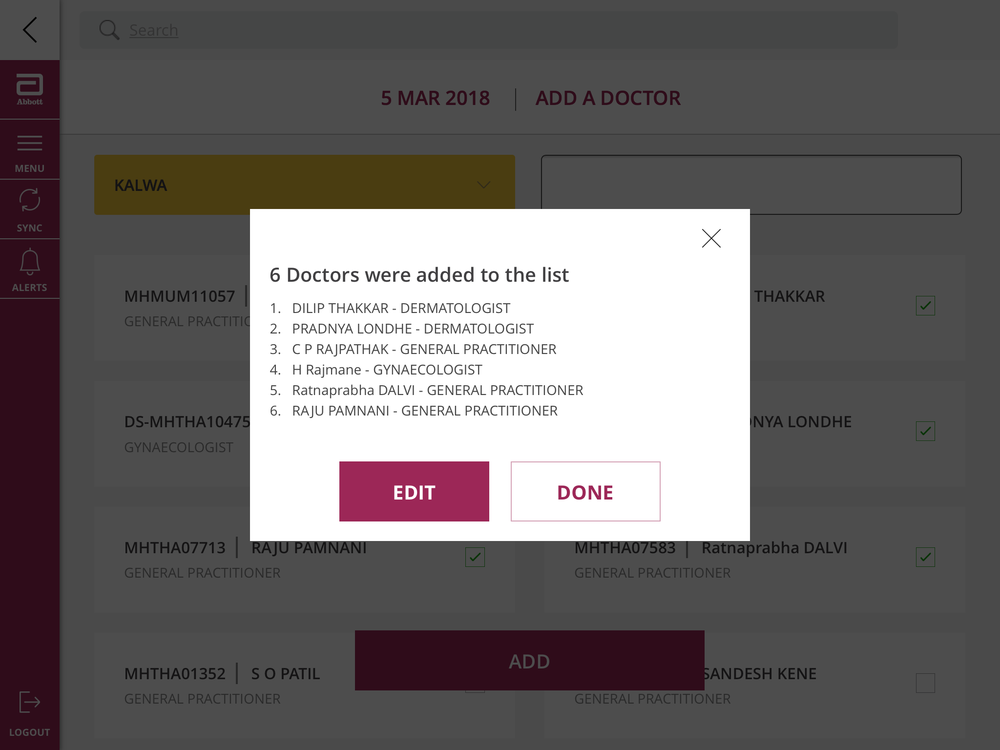 Search
Abbott
5 MAR 2018 | ADD A DOCTOR
MENU
KALWA
SYNC
6 Doctors were added to the list
ALERTS
MHMUM11057 |
THAKKAR
GENERAL
1. DILIP THAKKAR - DERMATOLOGIST
2. PRADNYA LONDHE - DERMATOLOGIST
3. C P RAJPATHAK - GENERAL PRACTITIONER
4. H Rajmane - GYNAECOLOGIST
5. Ratnaprabha DALVI - GENERAL PRACTITIONER
6. RAJU PAMNANI - GENERAL PRACTITIONER
DS-MHTHA10475
LONDHE
GYNAECOLOGIST
EDIT
DONE
MHTHA07713 | RAJU PAMNANI
GENERAL PRACTITIONER
MHTHA07583 | Ratnaprabha DALVI
GENERAL PRACTITIONER
ADD
MHTHA01352 | S O PATIL
GENERAL PRACTITIONER
SANDESH KENE
GENERAL PRACTITIONER
LOGOUT